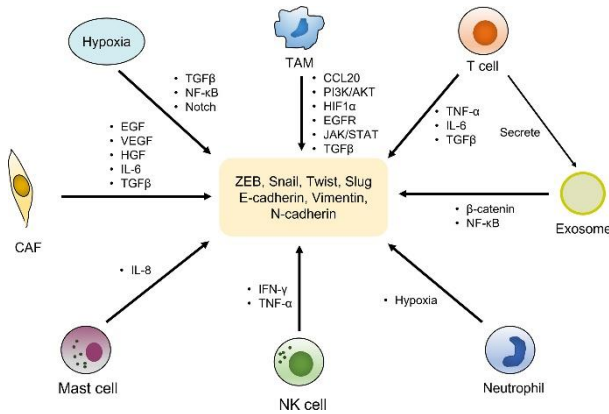 Hypoxia
• TGFβ
• NF-κB
• Notch
TAM
• CCL20
• PI3K/AKT
• HIF1α
• EGFR
• JAK/STAT
• TGFβ
T cell
• TNF-α
• IL-6
• TGFβ
Secrete
• EGF
• VEGF
• HGF
• IL-6
• TGFβ
CAF
ZEB, Snail, Twist, Slug
E-cadherin, Vimentin,
N-cadherin
• β-catenin
• NF-κB
Exosome
• IL-8
Mast cell
• IFN-γ
• TNF-α
NK cell
• Hypoxia
Neutrophil